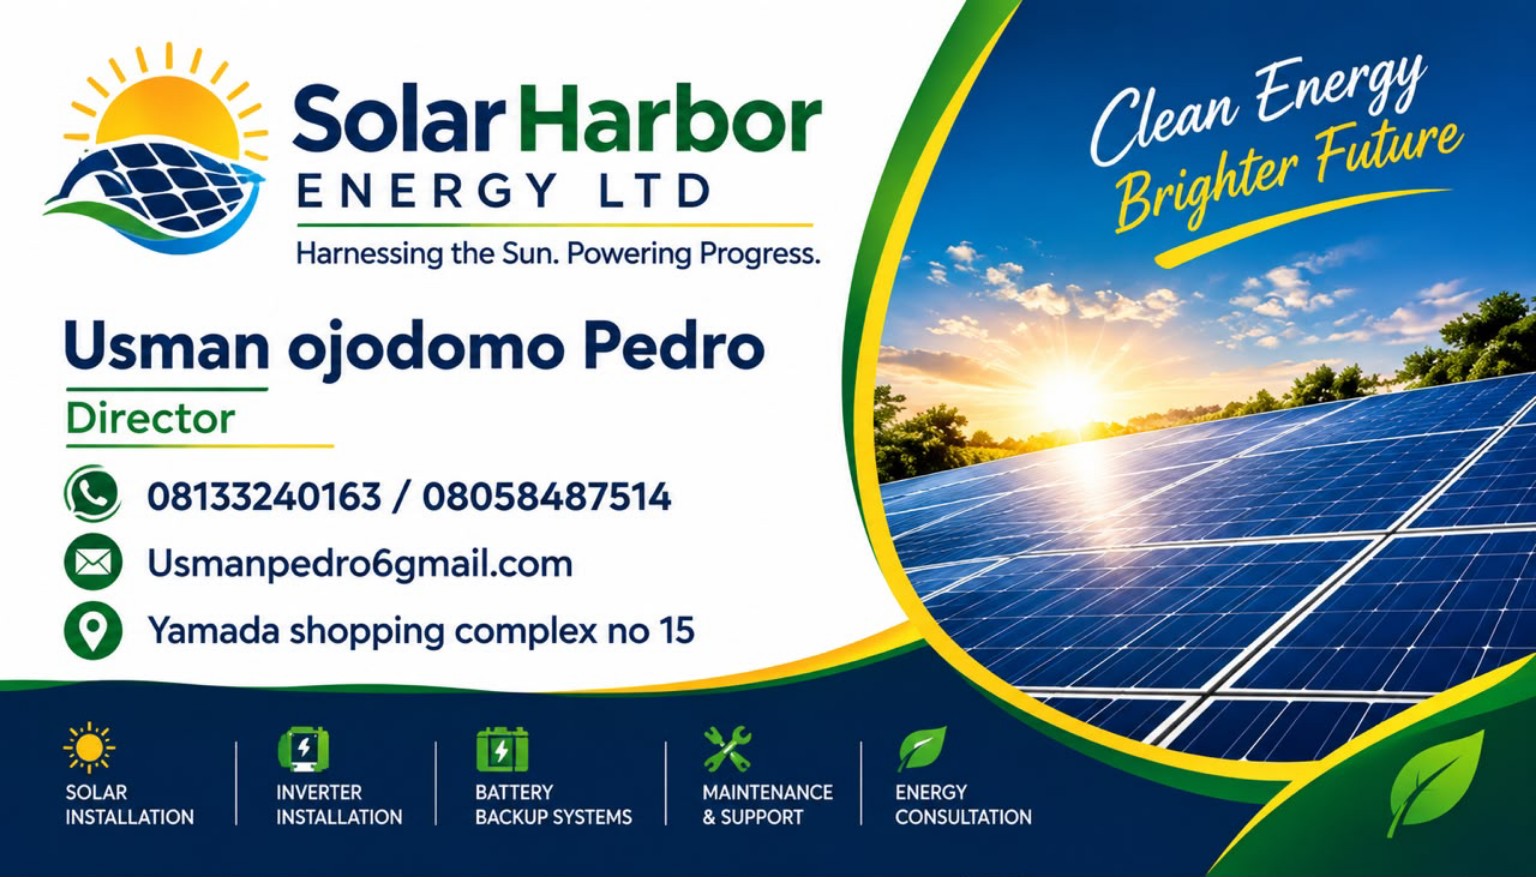 Solar Harbor
ENERGY LTD
Harnessing the Sun. Powering Progress.
Clean Energy
Brighter Future
Usman ojodomo Pedro
Director
08133240163 / 08058487514
Usmanpedro6gmail.com
Yamada shopping complex no 15
SOLAR
INSTALLATION
INVERTER
INSTALLATION
BATTERY
BACKUP SYSTEMS
MAINTENANCE
& SUPPORT
ENERGY
CONSULTATION